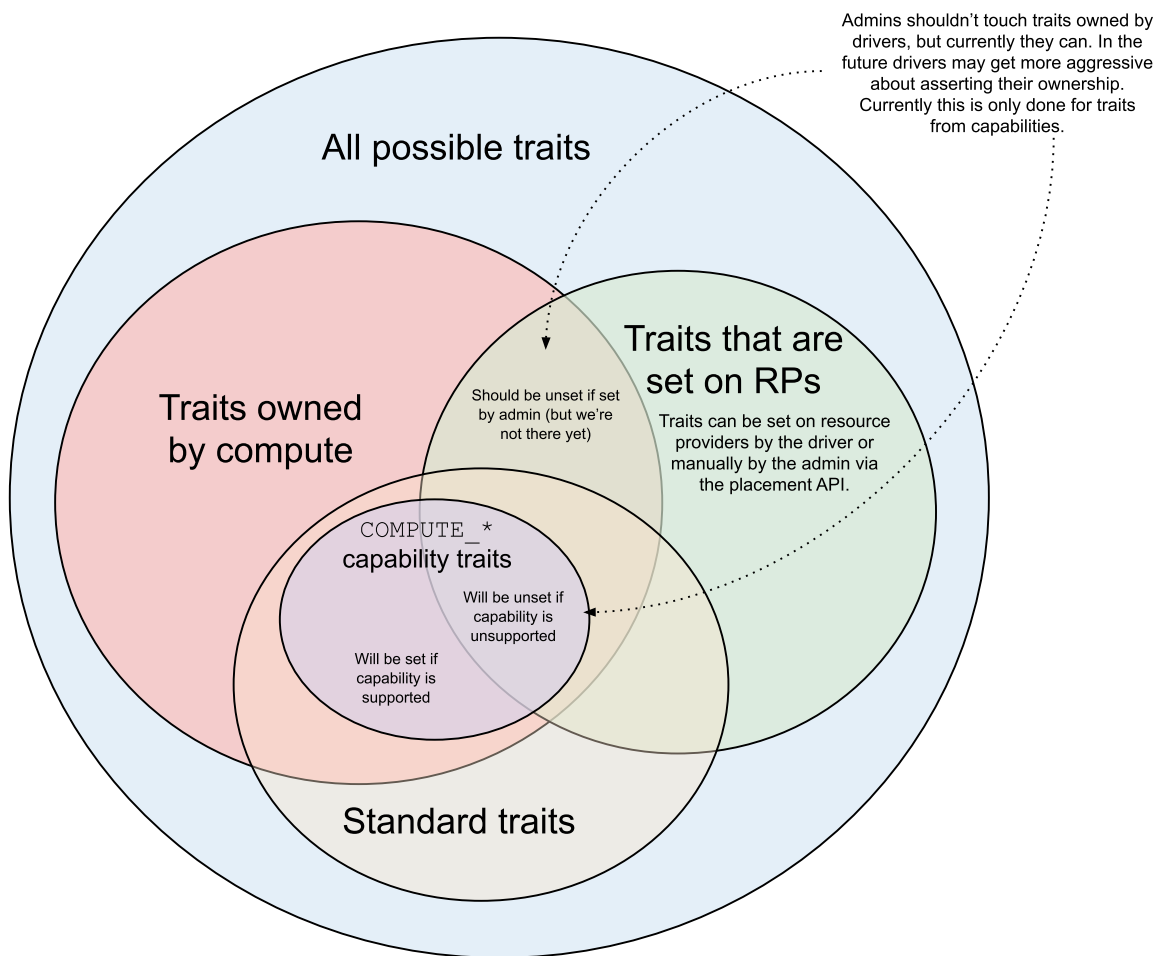 Admins shouldn’t touch traits owned by
drivers, but currently they can. In the
future drivers may get more aggressive
about asserting their ownership.
Currently this is only done for traits
from capabilities.
All possible traits
Traits that are
set on RPs
Traits can be set on resource
providers by the driver or
manually by the admin via
the placement API.
Traits owned
by compute
Should be unset if set
by admin (but we’re
not there yet)
COMPUTE_*
capability traits
Will be unset if
capability is
unsupported
Will be set if
capability is
supported
Standard traits